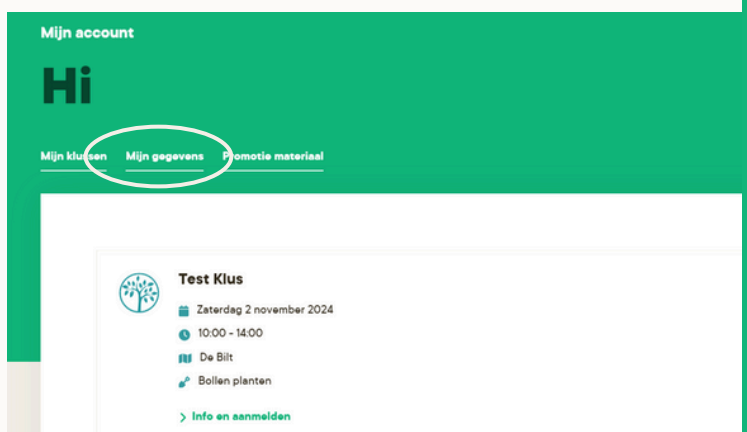 Mijn account
Hi
Mijn klussen Mijn gegevens Promotie materiaal
Test Klus
Zaterdag 2 november 2024
10:00 - 14:00
De Bilt
Bollen planten
> Info en aanmelden